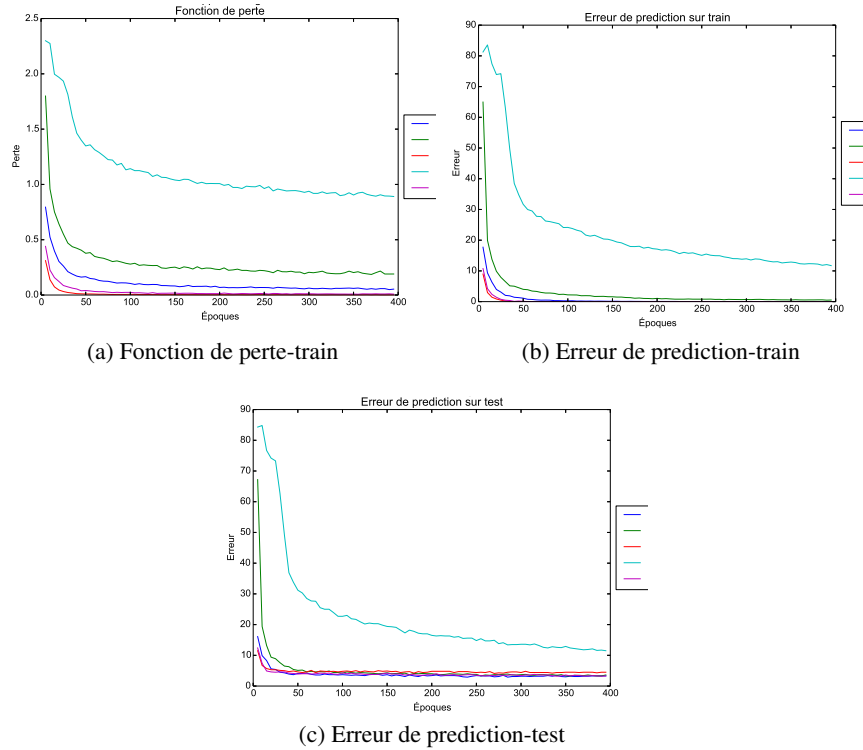 Fonction de perte
2.5
2.0
1.5
1.0
0.5
0.0
Perte
50 100 150 200 250 300 350 400
Époques
(a) Fonction de perte-train
Erreur de prediction sur train
90
80
70
60
50
40
30
20
10
0
Erreur
0 50 100 150 200 250 300 350 400
Époques
(b) Erreur de prediction-train
Erreur de prediction sur test
90
80
70
60
50
40
30
20
10
0
Erreur
0 50 100 150 200 250 300 350 400
Époques
(c) Erreur de prediction-test